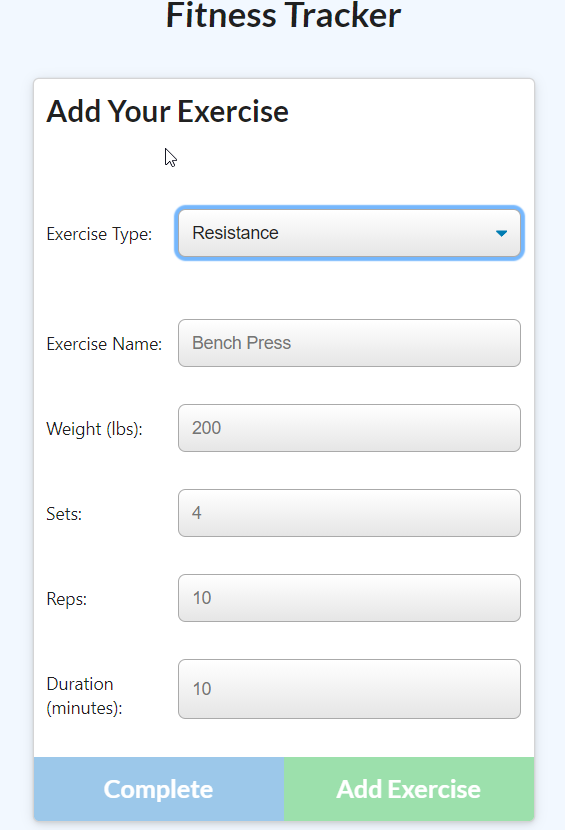 Fitness Tracker
Add Your Exercise
Exercise Type: Resistance
Exercise Name: Bench Press
Weight (lbs): 200
Sets: 4
Reps: 10
Duration
(minutes): 10
Complete Add Exercise